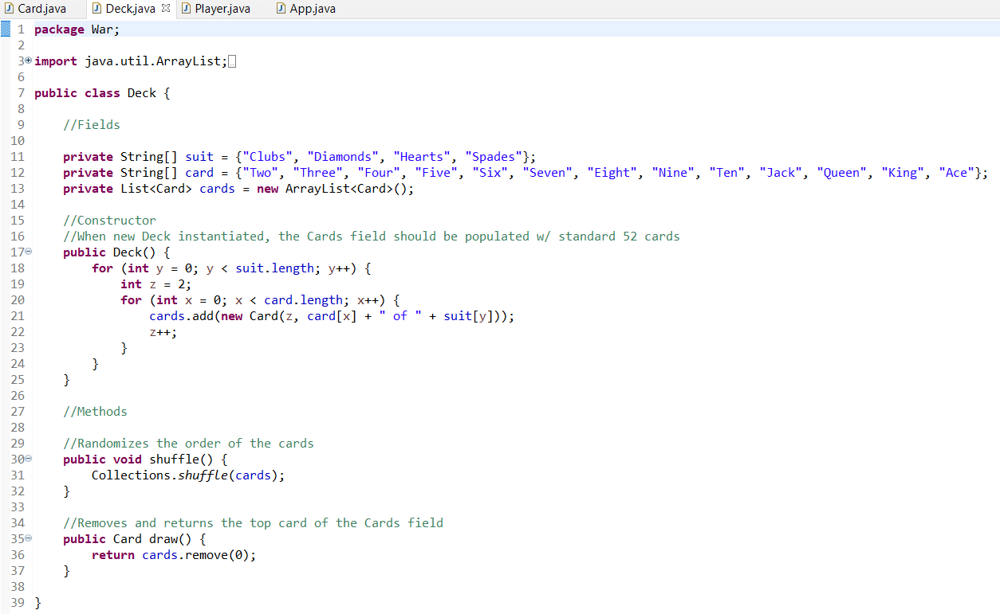 Card.java Deck.java Player.java App.java
1 package War;
2
3 import java.util.ArrayList;
6
7 public class Deck {
8
9     //Fields
10
11     private String[] suit = {"Clubs", "Diamonds", "Hearts", "Spades"};
12     private String[] card = {"Two", "Three", "Four", "Five", "Six", "Seven", "Eight", "Nine", "Ten", "Jack", "Queen", "King", "Ace"};
13     private List<Card> cards = new ArrayList<Card>();
14
15     //Constructor
16     //When new Deck instantiated, the Cards field should be populated w/ standard 52 cards
17     public Deck() {
18         for (int y = 0; y < suit.length; y++) {
19             int z = 2;
20             for (int x = 0; x < card.length; x++) {
21                 cards.add(new Card(z, card[x] + " of " + suit[y]));
22                 z++;
23             }
24         }
25     }
26
27     //Methods
28
29     //Randomizes the order of the cards
30     public void shuffle() {
31         Collections.shuffle(cards);
32     }
33
34     //Removes and returns the top card of the Cards field
35     public Card draw() {
36         return cards.remove(0);
37     }
38
39 }